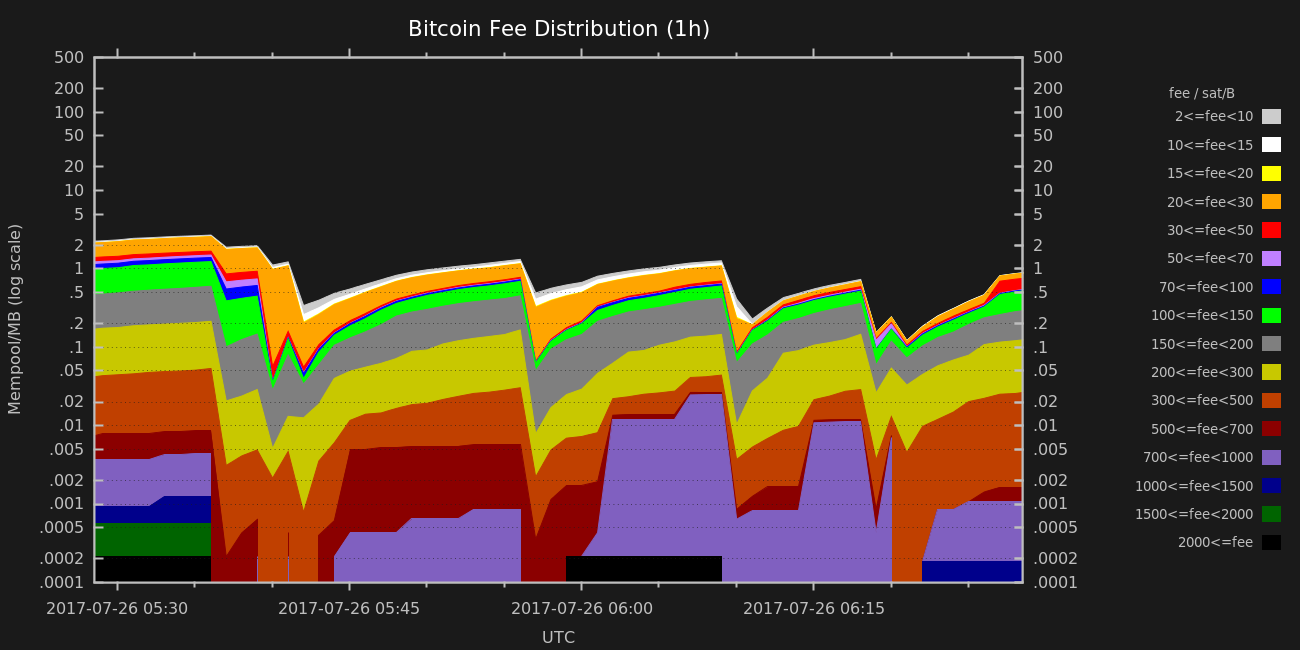 Bitcoin Fee Distribution (1h)
500 500
200 200
100 100
50 50
20 20
10 10
5 5
2 2
1 1
.5 .5
.2 .2
.1 .1
.05 .05
.02 .02
.01 .01
.005 .005
.002 .002
.001 .001
.0005 .0005
.0002 .0002
.0001 .0001
Mempool/MB (log scale)
2017-07-26 05:30 2017-07-26 05:45 2017-07-26 06:00 2017-07-26 06:15
UTC
fee / sat/B
2<=fee<10
10<=fee<15
15<=fee<20
20<=fee<30
30<=fee<50
50<=fee<70
70<=fee<100
100<=fee<150
150<=fee<200
200<=fee<300
300<=fee<500
500<=fee<700
700<=fee<1000
1000<=fee<1500
1500<=fee<2000
2000<=fee